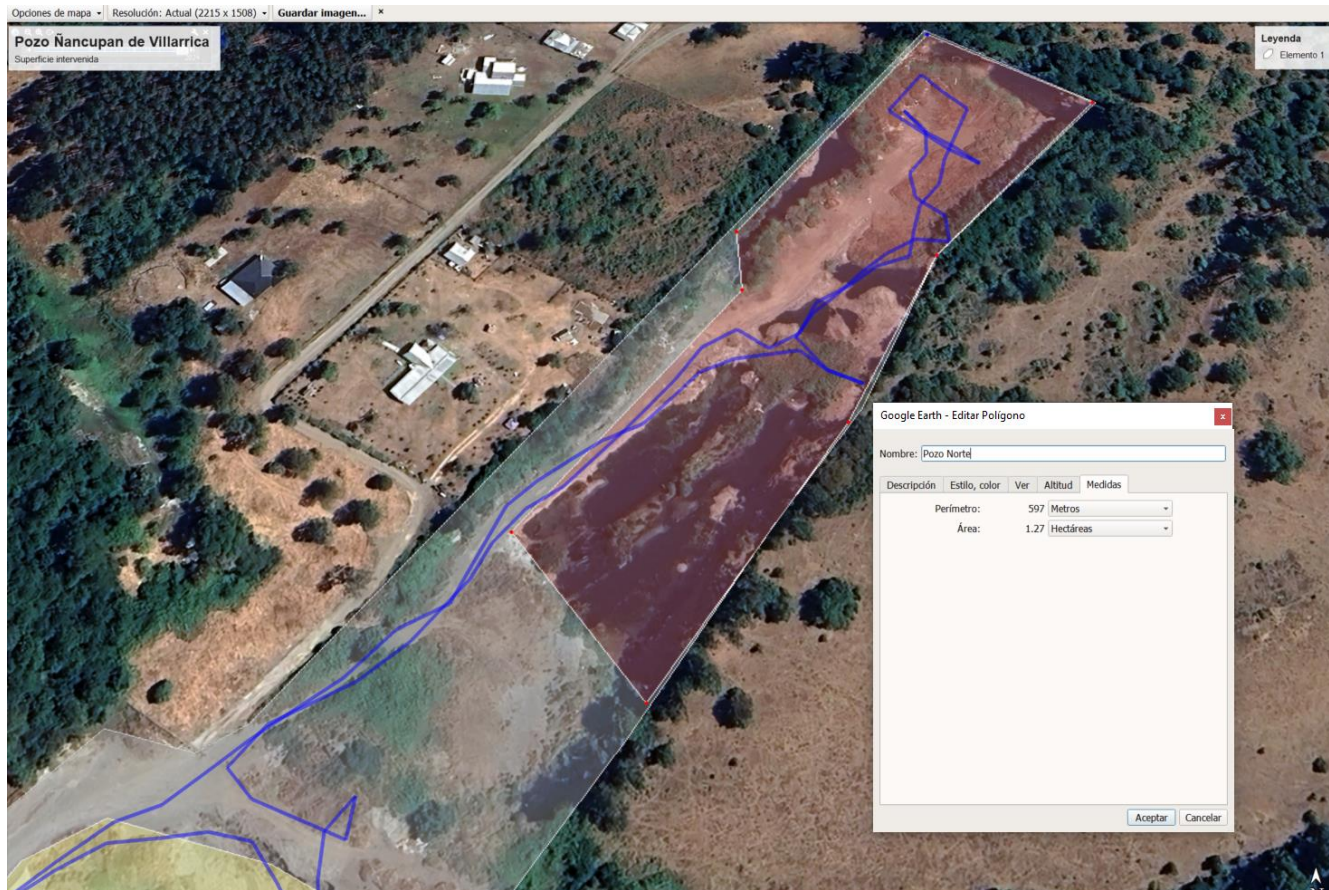 Opciones de mapa Resolución: Actual (2215 x 1508) Guardar imagen... ×
Pozo Ñancupan de Villarrica
Superficie intervenida
Leyenda
Elemento 1
Google Earth - Editar Polígono x
Nombre: Pozo Norte
Descripción Estilo, color Ver Altitud Medidas
Perímetro: 597 Metros
Área: 1.27 Hectáreas
Aceptar Cancelar